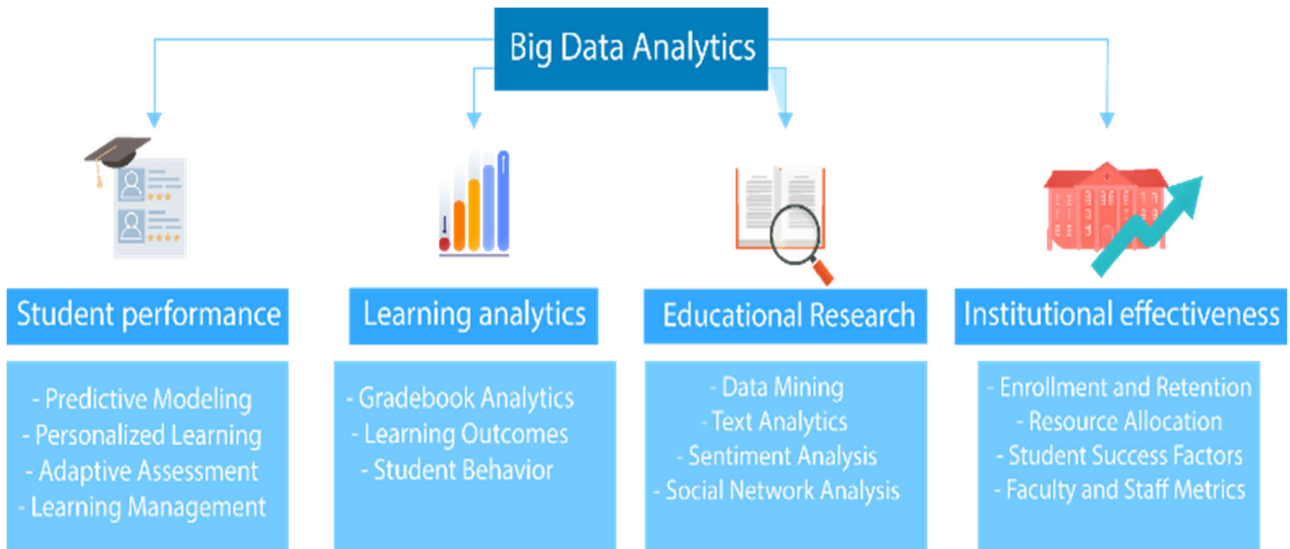 Big Data Analytics
Student performance
- Predictive Modeling
- Personalized Learning
- Adaptive Assessment
- Learning Management
Learning analytics
- Gradebook Analytics
- Learning Outcomes
- Student Behavior
Educational Research
- Data Mining
- Text Analytics
- Sentiment Analysis
- Social Network Analysis
Institutional effectiveness
- Enrollment and Retention
- Resource Allocation
- Student Success Factors
- Faculty and Staff Metrics